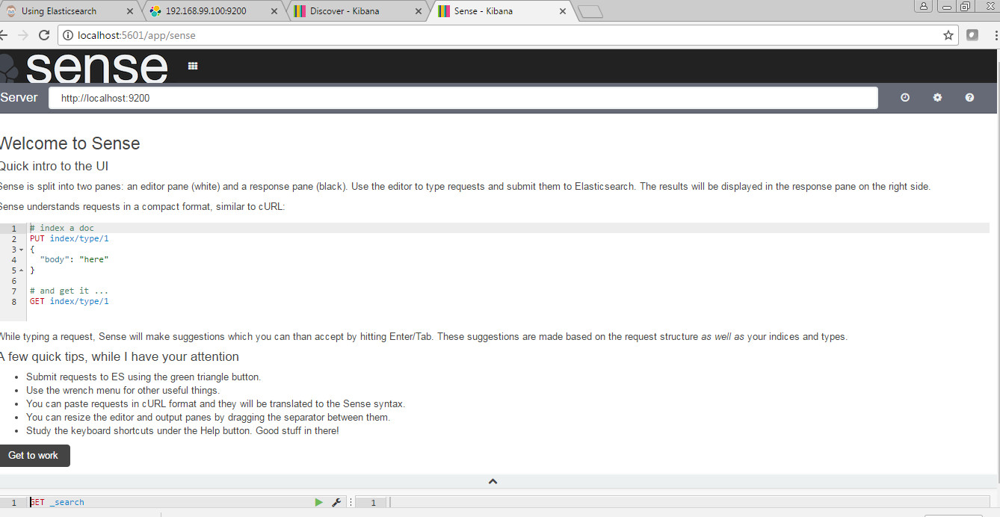 Using Elasticsearch
192.168.99.100:9200
Discover - Kibana
Sense - Kibana
localhost:5601/app/sense
sense
Server http://localhost:9200
Welcome to Sense
Quick intro to the UI
Sense is split into two panes: an editor pane (white) and a response pane (black). Use the editor to type requests and submit them to Elasticsearch. The results will be displayed in the response pane on the right side.
Sense understands requests in a compact format, similar to cURL:
1 # index a doc
2 PUT index/type/1
3 {
4 "body": "here"
5 }
6
7 # and get it ...
8 GET index/type/1
While typing a request, Sense will make suggestions which you can than accept by hitting Enter/Tab. These suggestions are made based on the request structure as well as your indices and types.
A few quick tips, while I have your attention
• Submit requests to ES using the green triangle button.
• Use the wrench menu for other useful things.
• You can paste requests in cURL format and they will be translated to the Sense syntax.
• You can resize the editor and output panes by dragging the separator between them.
• Study the keyboard shortcuts under the Help button. Good stuff in there!
Get to work
1 GET _search
1